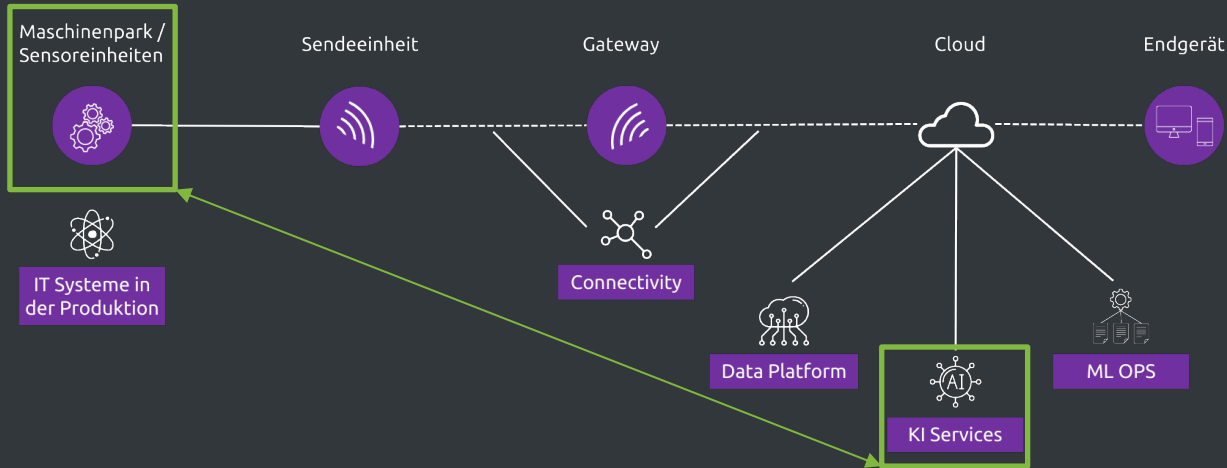 Maschinenpark /
Sensoreinheiten
Sendeeinheit
Gateway
Cloud
Endgerät
IT Systeme in
der Produktion
Connectivity
Data Platform
AI
KI Services
ML OPS